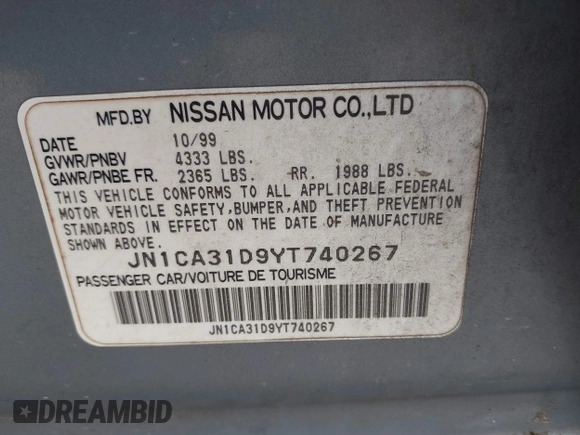 MFD.BY NISSAN MOTOR CO.,LTD
DATE 10/99
GVWR/PNBV 4333 LBS.
GAWR/PNBE FR. 2365 LBS. RR. 1988 LBS.
THIS VEHICLE CONFORMS TO ALL APPLICABLE FEDERAL
MOTOR VEHICLE SAFETY,BUMPER,AND THEFT PREVENTION
STANDARDS IN EFFECT ON THE DATE OF MANUFACTURE
SHOWN ABOVE.
JN1CA31D9YT740267
PASSENGER CAR/VOITURE DE TOURISME
JN1CA31D9YT740267
DREAMBID